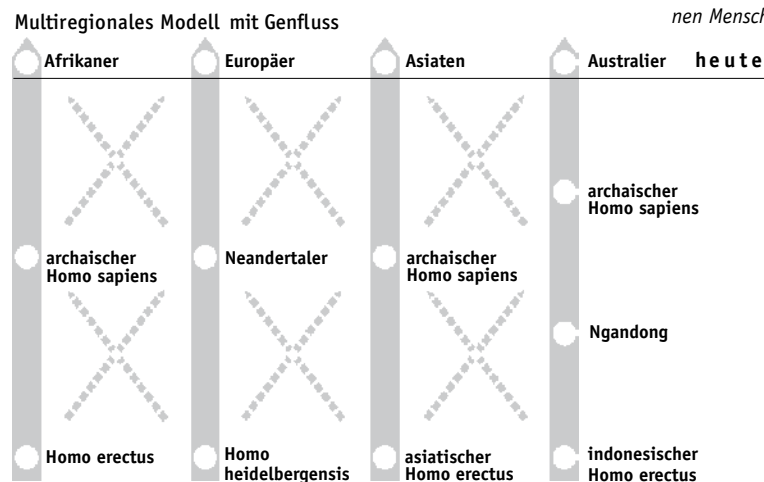 Multiregionales Modell mit Genfluss
nen Mensch
Afrikaner
Europäer
Asiaten
Australier
heute
archaischer
Homo sapiens
archaischer
Homo sapiens
Neandertaler
archaischer
Homo sapiens
Ngandong
Homo erectus
Homo
heidelbergensis
asiatischer
Homo erectus
indonesischer
Homo erectus